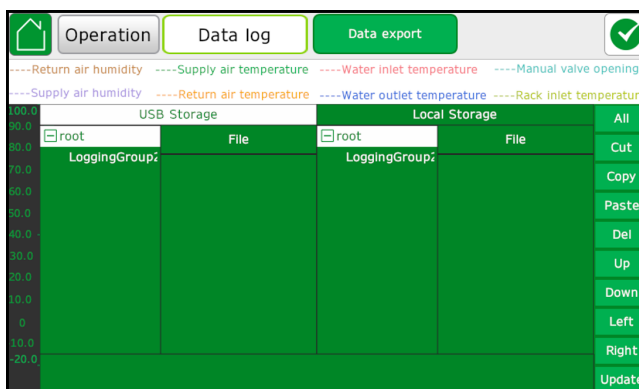 Operation Data log Data export
----Return air humidity ----Supply air temperature ----Water inlet temperature ----Manual valve opening
----Supply air humidity ----Return air temperature ----Water outlet temperature ----Rack inlet temperatur
100.0 USB Storage Local Storage All
90.0
root File root File
80.0 Cut
LoggingGroup2 LoggingGroup2
70.0 Copy
60.0 Paste
50.0
40.0 Del
30.0 Up
20.0
10.0 Down
0 Left
10.0 Right
-20.0
Update